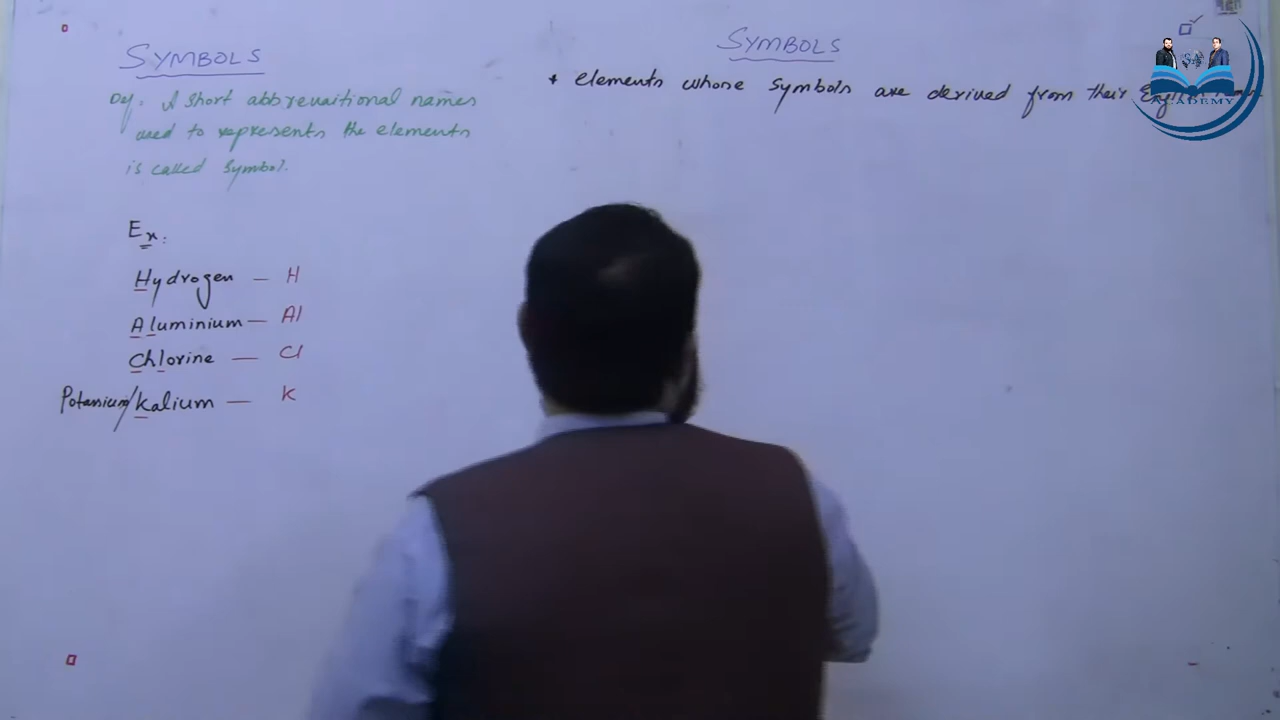 SYMBOLS
Def: A short abbrevaitional names
used to represents the elements
is called symbol.
Ex:
Hydrogen — H
Aluminium — Al
Chlorine — Cl
Potassium/Kalium — K
SYMBOLS
* elements whose symbols are derived from their
ACADEMY